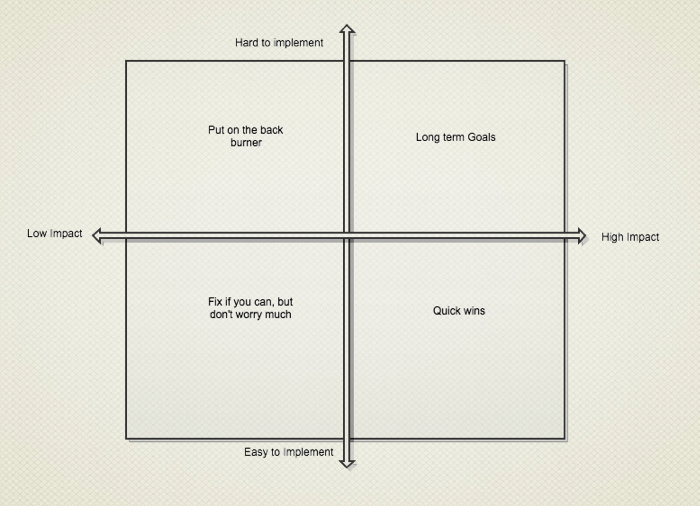 Hard to implement
Put on the back
burner
Long term Goals
Low Impact
High Impact
Fix if you can, but
don't worry much
Quick wins
Easy to Implement